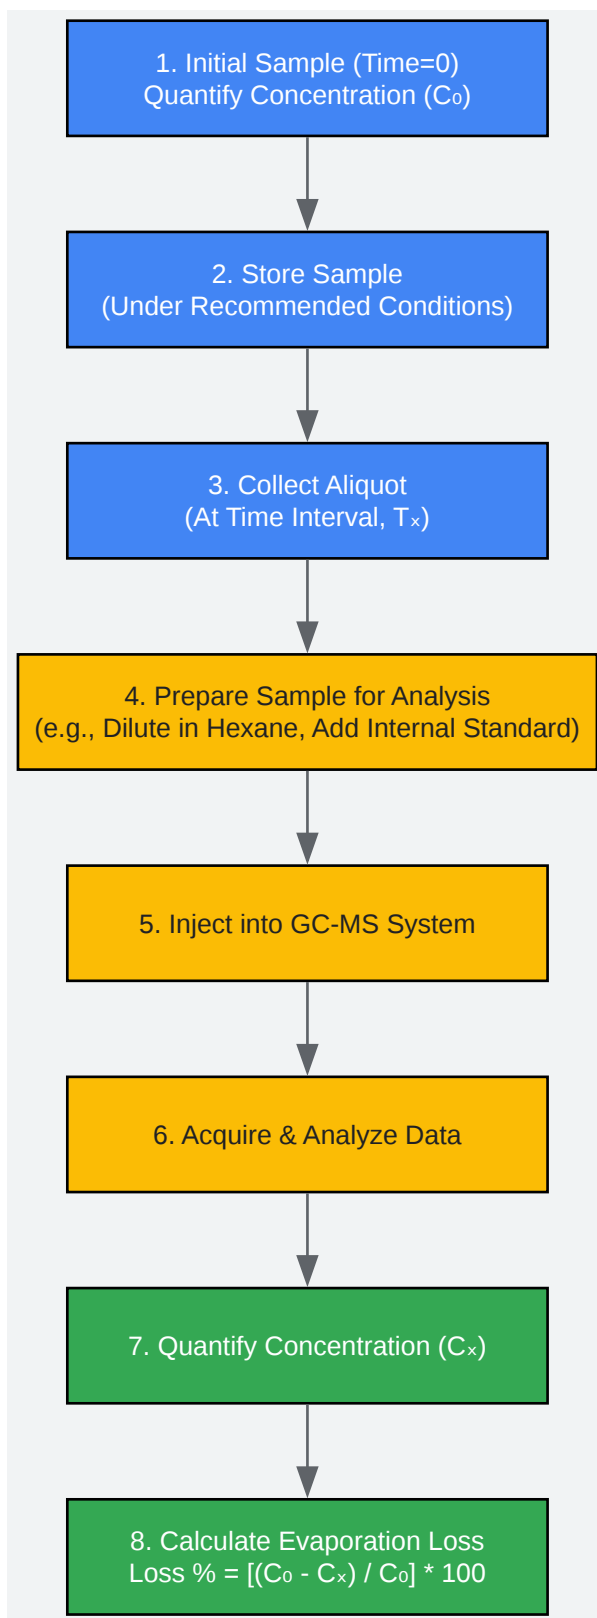 1. Initial Sample (Time=0)
Quantify Concentration (C₀)
2. Store Sample
(Under Recommended Conditions)
3. Collect Aliquot
(At Time Interval, Tₓ)
4. Prepare Sample for Analysis
(e.g., Dilute in Hexane, Add Internal Standard)
5. Inject into GC-MS System
6. Acquire & Analyze Data
7. Quantify Concentration (Cₓ)
8. Calculate Evaporation Loss
Loss % = [(C₀ - Cₓ) / C₀] * 100